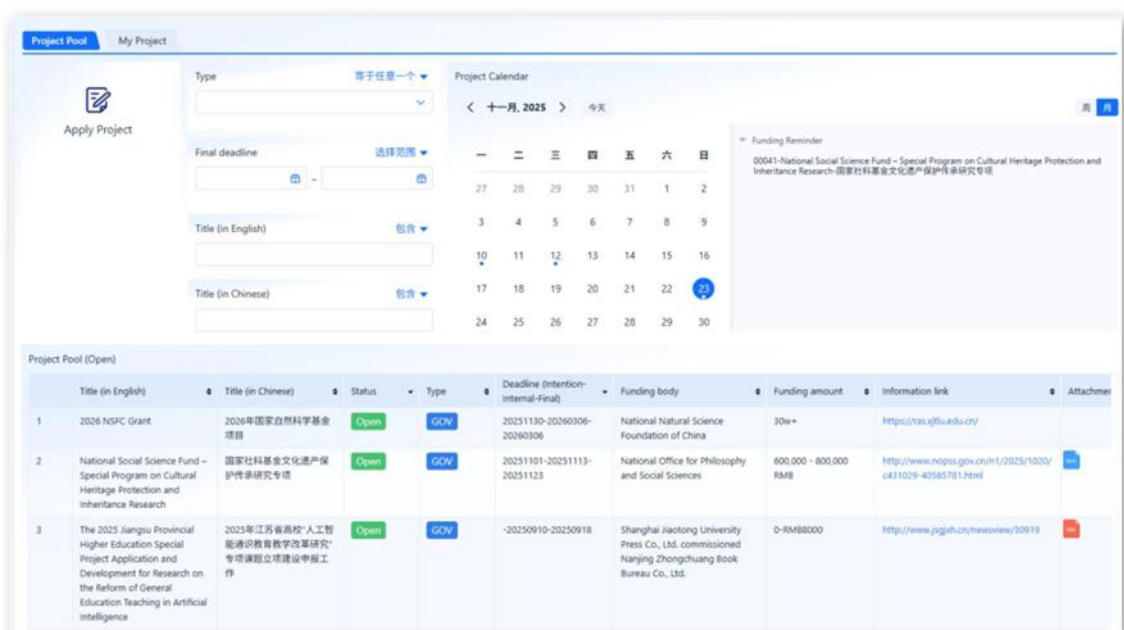 Project Pool
My Project
Apply Project
Type
等于任意一个
Final deadline
选择范围
-
Title (in English)
包含
Title (in Chinese)
包含
Project Calendar
十一月, 2025
今天
周 月
一 二 三 四 五 六 日
27 28 29 30 31 1 2
3 4 5 6 7 8 9
10 11 12 13 14 15 16
17 18 19 20 21 22 23
24 25 26 27 28 29 30
Funding Reminder
00041-National Social Science Fund – Special Program on Cultural Heritage Protection and
Inheritance Research-国家社科基金文化遗产保护传承研究专项
Project Pool (Open)
Title (in English)
Title (in Chinese)
Status
Type
Deadline (Intention-
Internal-Final)
Funding body
Funding amount
Information link
Attachmen
1
2026 NSFC Grant
2026年国家自然科学基金
项目
Open
GOV
20251130-20260306-
20260306
National Natural Science
Foundation of China
30w+
https://ras.xjtlu.edu.cn/
2
National Social Science Fund –
Special Program on Cultural
Heritage Protection and
Inheritance Research
国家社科基金文化遗产保
护传承研究专项
Open
GOV
20251101-20251113-
20251123
National Office for Philosophy
and Social Sciences
600,000 - 800,000
RMB
http://www.nopss.gov.cn/n1/2025/1020/
c431029-40585781.html
3
The 2025 Jiangsu Provincial
Higher Education Special
Project Application and
Development for Research on
the Reform of General
Education Teaching in Artificial
Intelligence
2025年江苏省高校“人工智
能通识教育教学改革研究”
专项课题立项建设申报工
作
Open
GOV
-20250910-20250918
Shanghai Jiaotong University
Press Co., Ltd. commissioned
Nanjing Zhongchuang Book
Bureau Co., Ltd.
0-RMB8000
http://www.jsgjxh.cn/newsview/30919